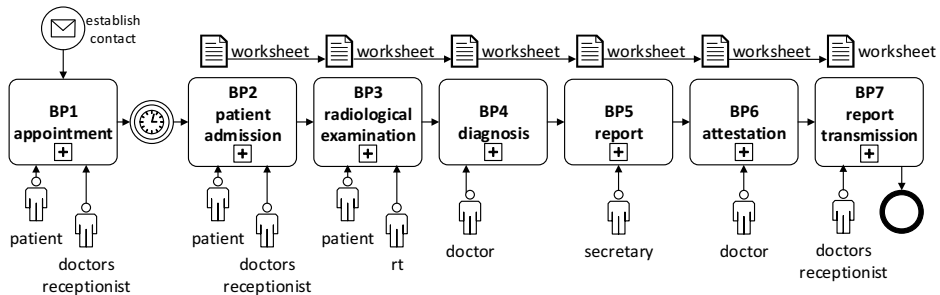 establish
contact
worksheet worksheet worksheet worksheet worksheet worksheet
BP1
appointment
BP2
patient
admission
BP3
radiological
examination
BP4
diagnosis
BP5
report
BP6
attestation
BP7
report
transmission
patient
doctors
receptionist
patient
doctors
receptionist
patient
rt
doctor
secretary
doctor
doctors
receptionist